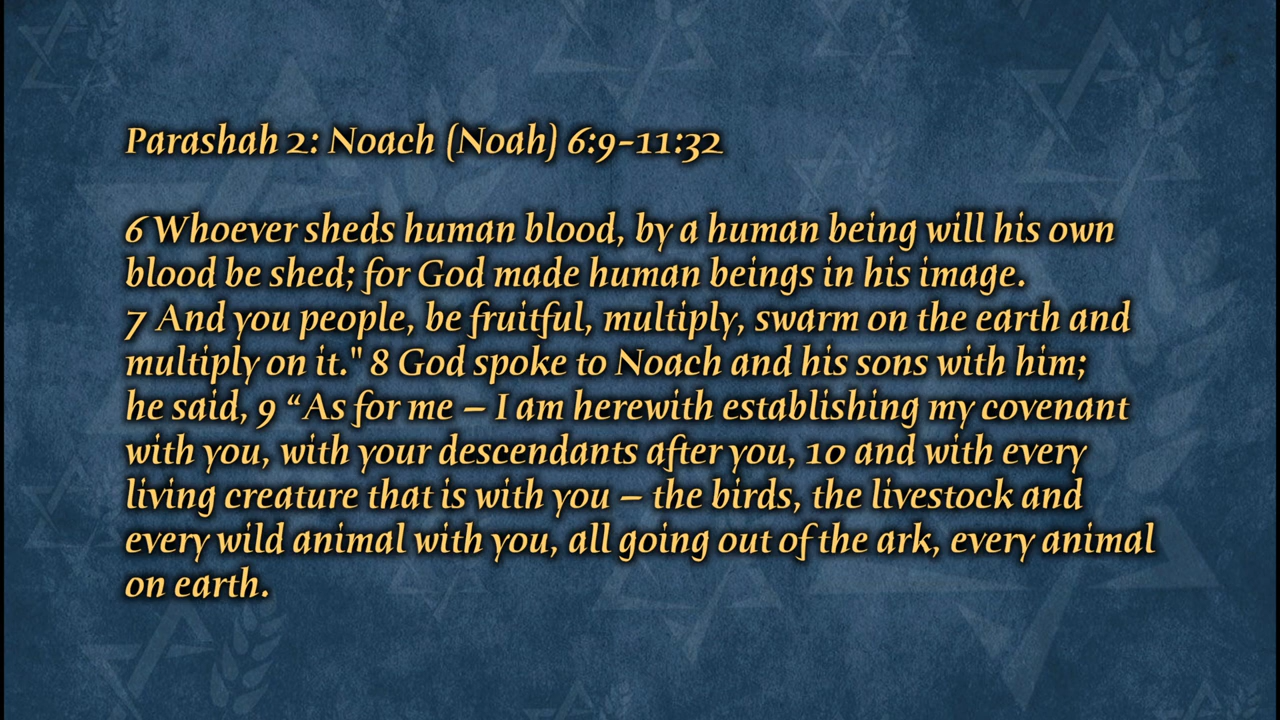 Parashah 2: Noach (Noah) 6:9-11:32
6 Whoever sheds human blood, by a human being will his own
blood be shed; for God made human beings in his image.
7 And you people, be fruitful, multiply, swarm on the earth and
multiply on it." 8 God spoke to Noach and his sons with him;
he said, 9 “As for me – I am herewith establishing my covenant
with you, with your descendants after you, 10 and with every
living creature that is with you – the birds, the livestock and
every wild animal with you, all going out of the ark, every animal
on earth.